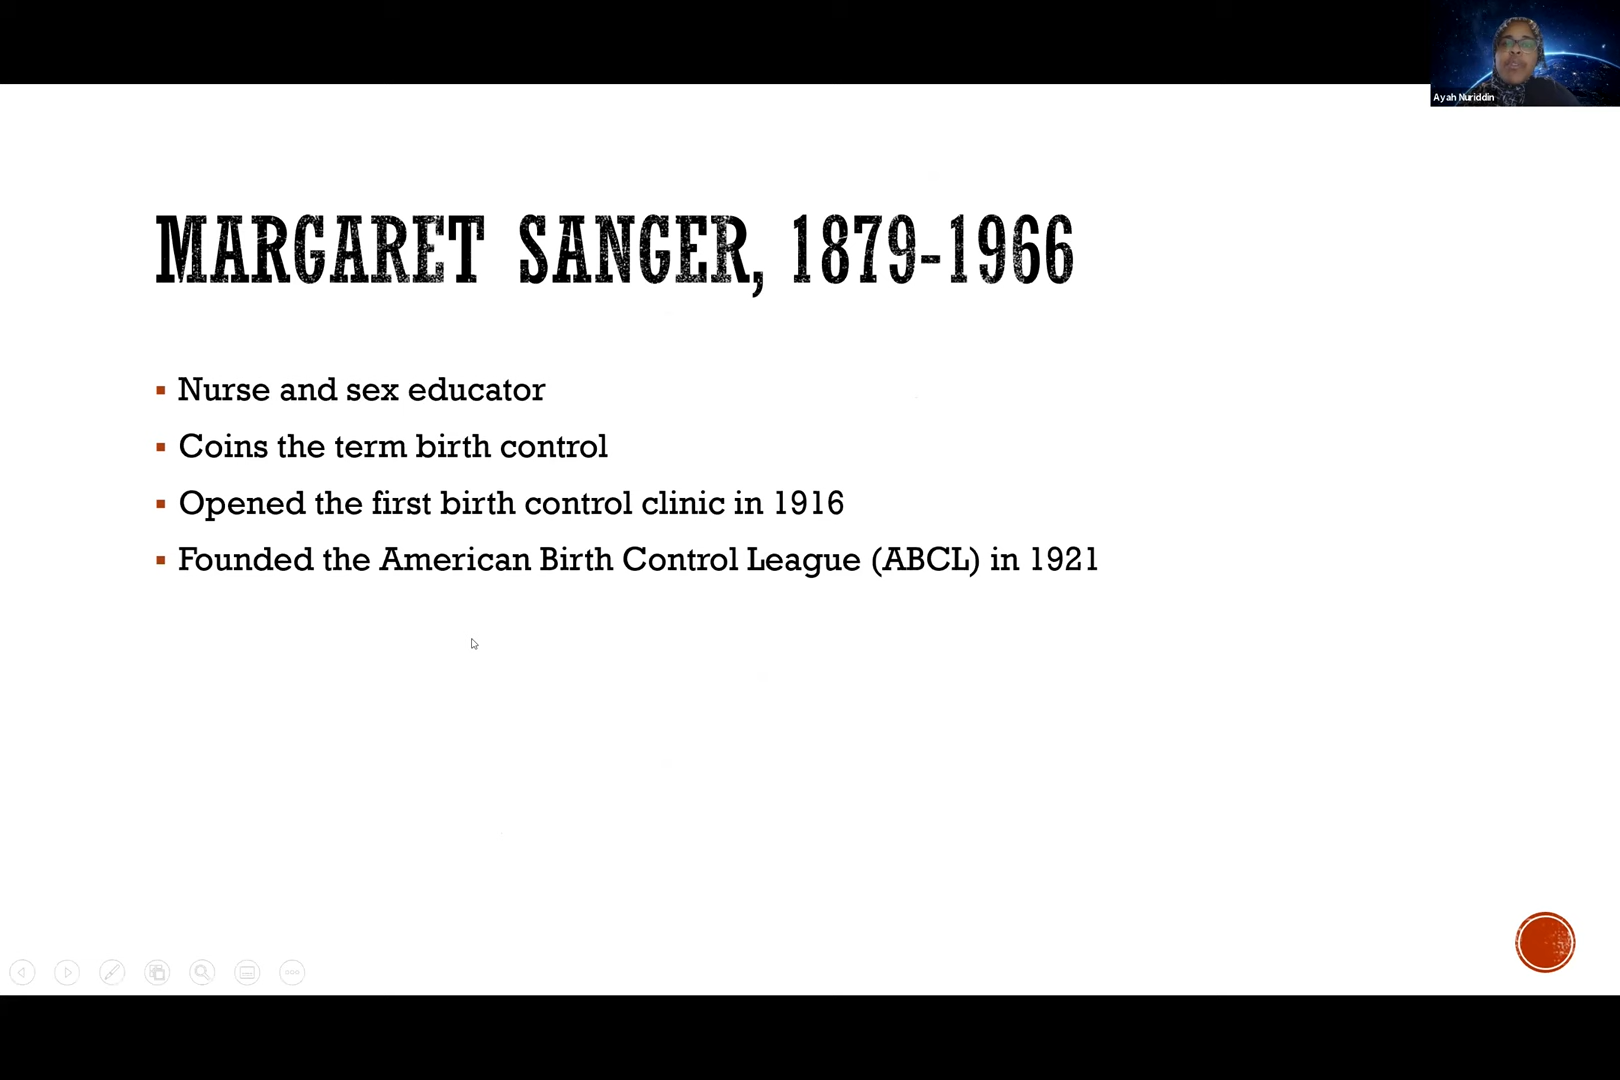 Ayah Nuriddin
MARGARET SANGER, 1879-1966
▪ Nurse and sex educator
▪ Coins the term birth control
▪ Opened the first birth control clinic in 1916
▪ Founded the American Birth Control League (ABCL) in 1921